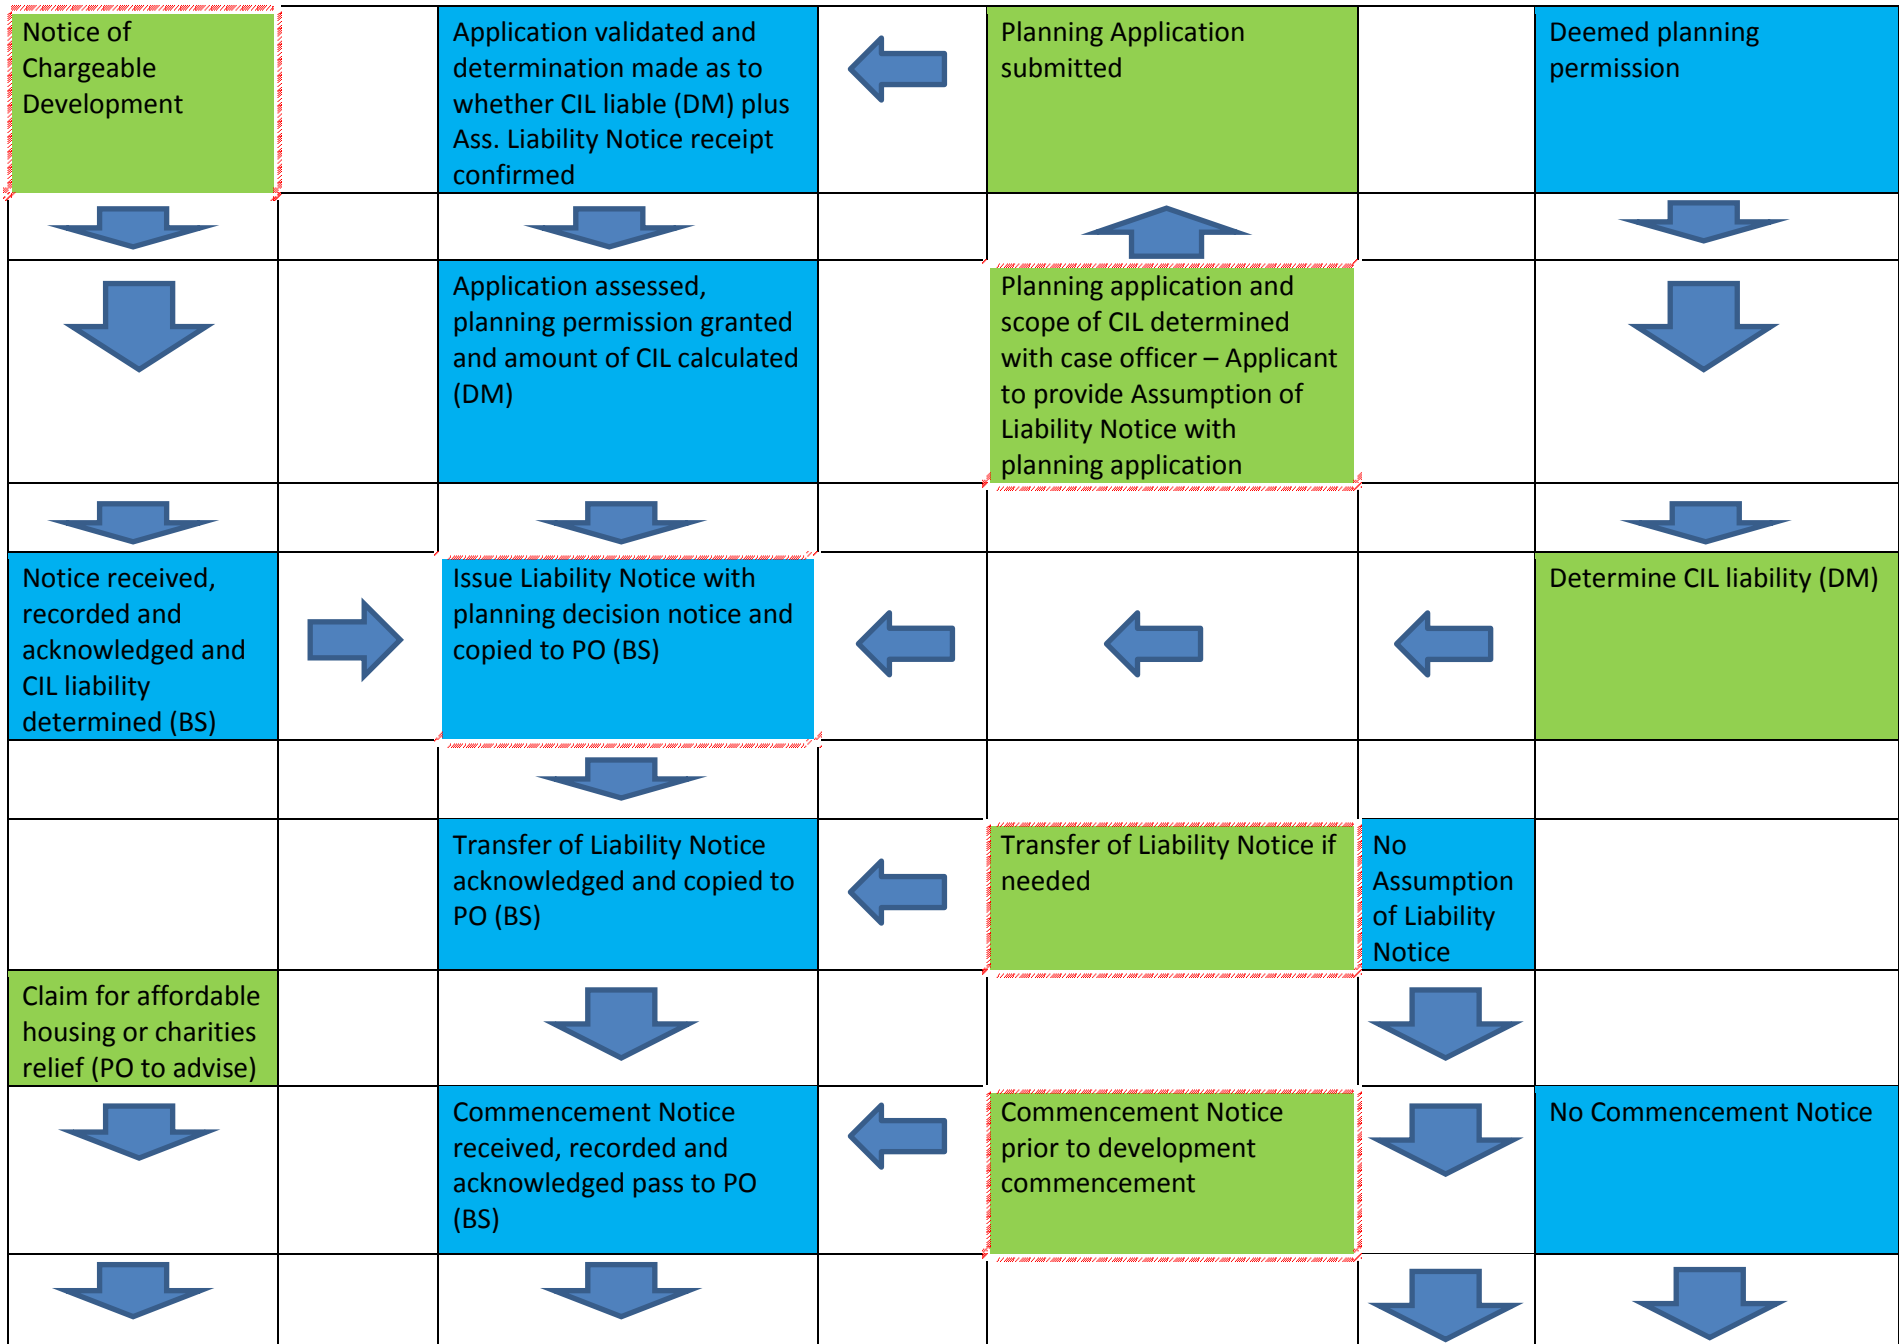 Notice of
Chargeable
Development
Application validated and
determination made as to
whether CIL liable (DM) plus
Ass. Liability Notice receipt
confirmed
Planning Application
submitted
Deemed planning
permission
Application assessed,
planning permission granted
and amount of CIL calculated
(DM)
Planning application and
scope of CIL determined
with case officer – Applicant
to provide Assumption of
Liability Notice with
planning application
Notice received,
recorded and
acknowledged and
CIL liability
determined (BS)
Issue Liability Notice with
planning decision notice and
copied to PO (BS)
Determine CIL liability (DM)
Transfer of Liability Notice
acknowledged and copied to
PO (BS)
Transfer of Liability Notice if
needed
No
Assumption
of Liability
Notice
Claim for affordable
housing or charities
relief (PO to advise)
Commencement Notice
received, recorded and
acknowledged pass to PO
(BS)
Commencement Notice
prior to development
commencement
No Commencement Notice